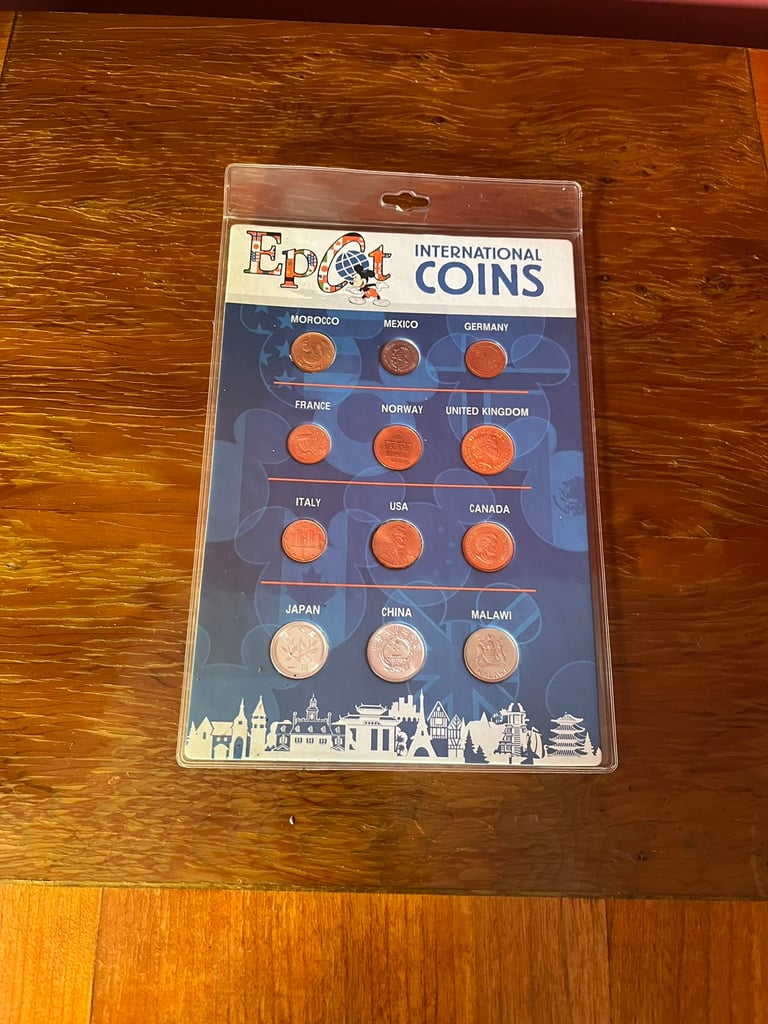 Epcot
INTERNATIONAL
COINS
MOROCCO MEXICO GERMANY
FRANCE NORWAY UNITED KINGDOM
ITALY USA CANADA
JAPAN CHINA MALAWI